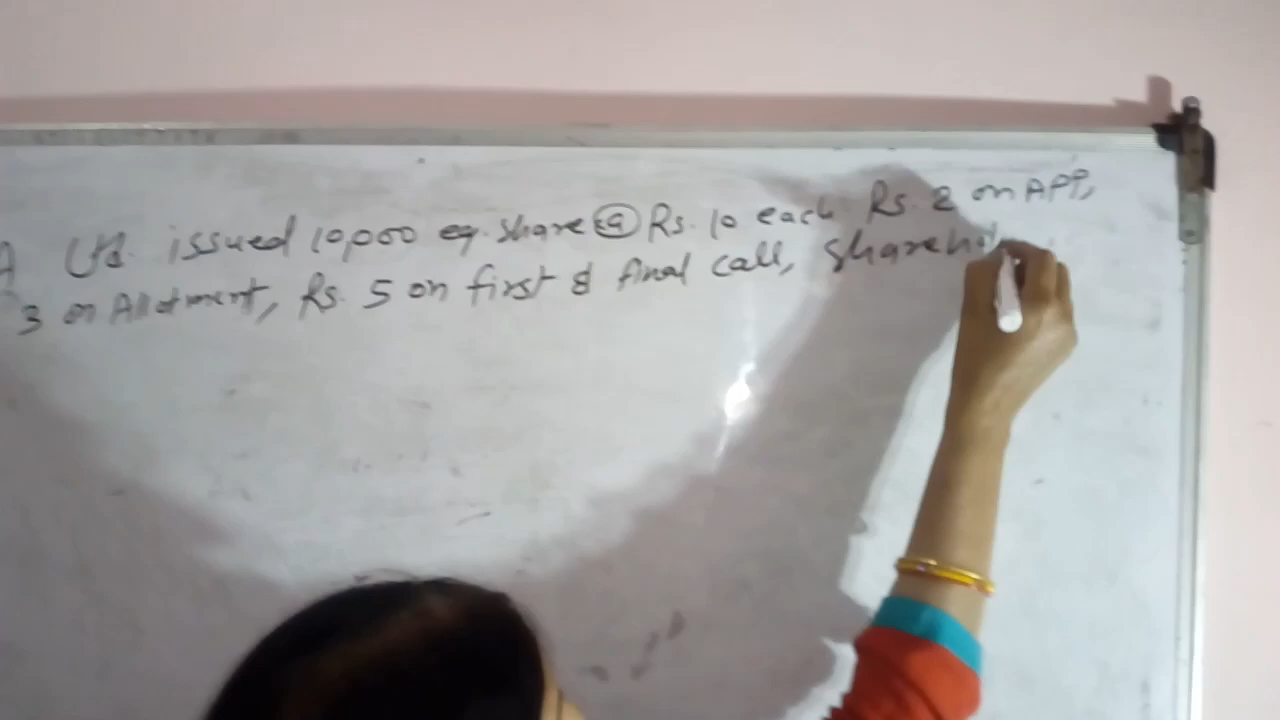 A Ltd. issued 10,000 eq. share @ Rs. 10 each Rs. 2 on APP,
3 on Allotment, Rs. 5 on first & final call, Sharehol